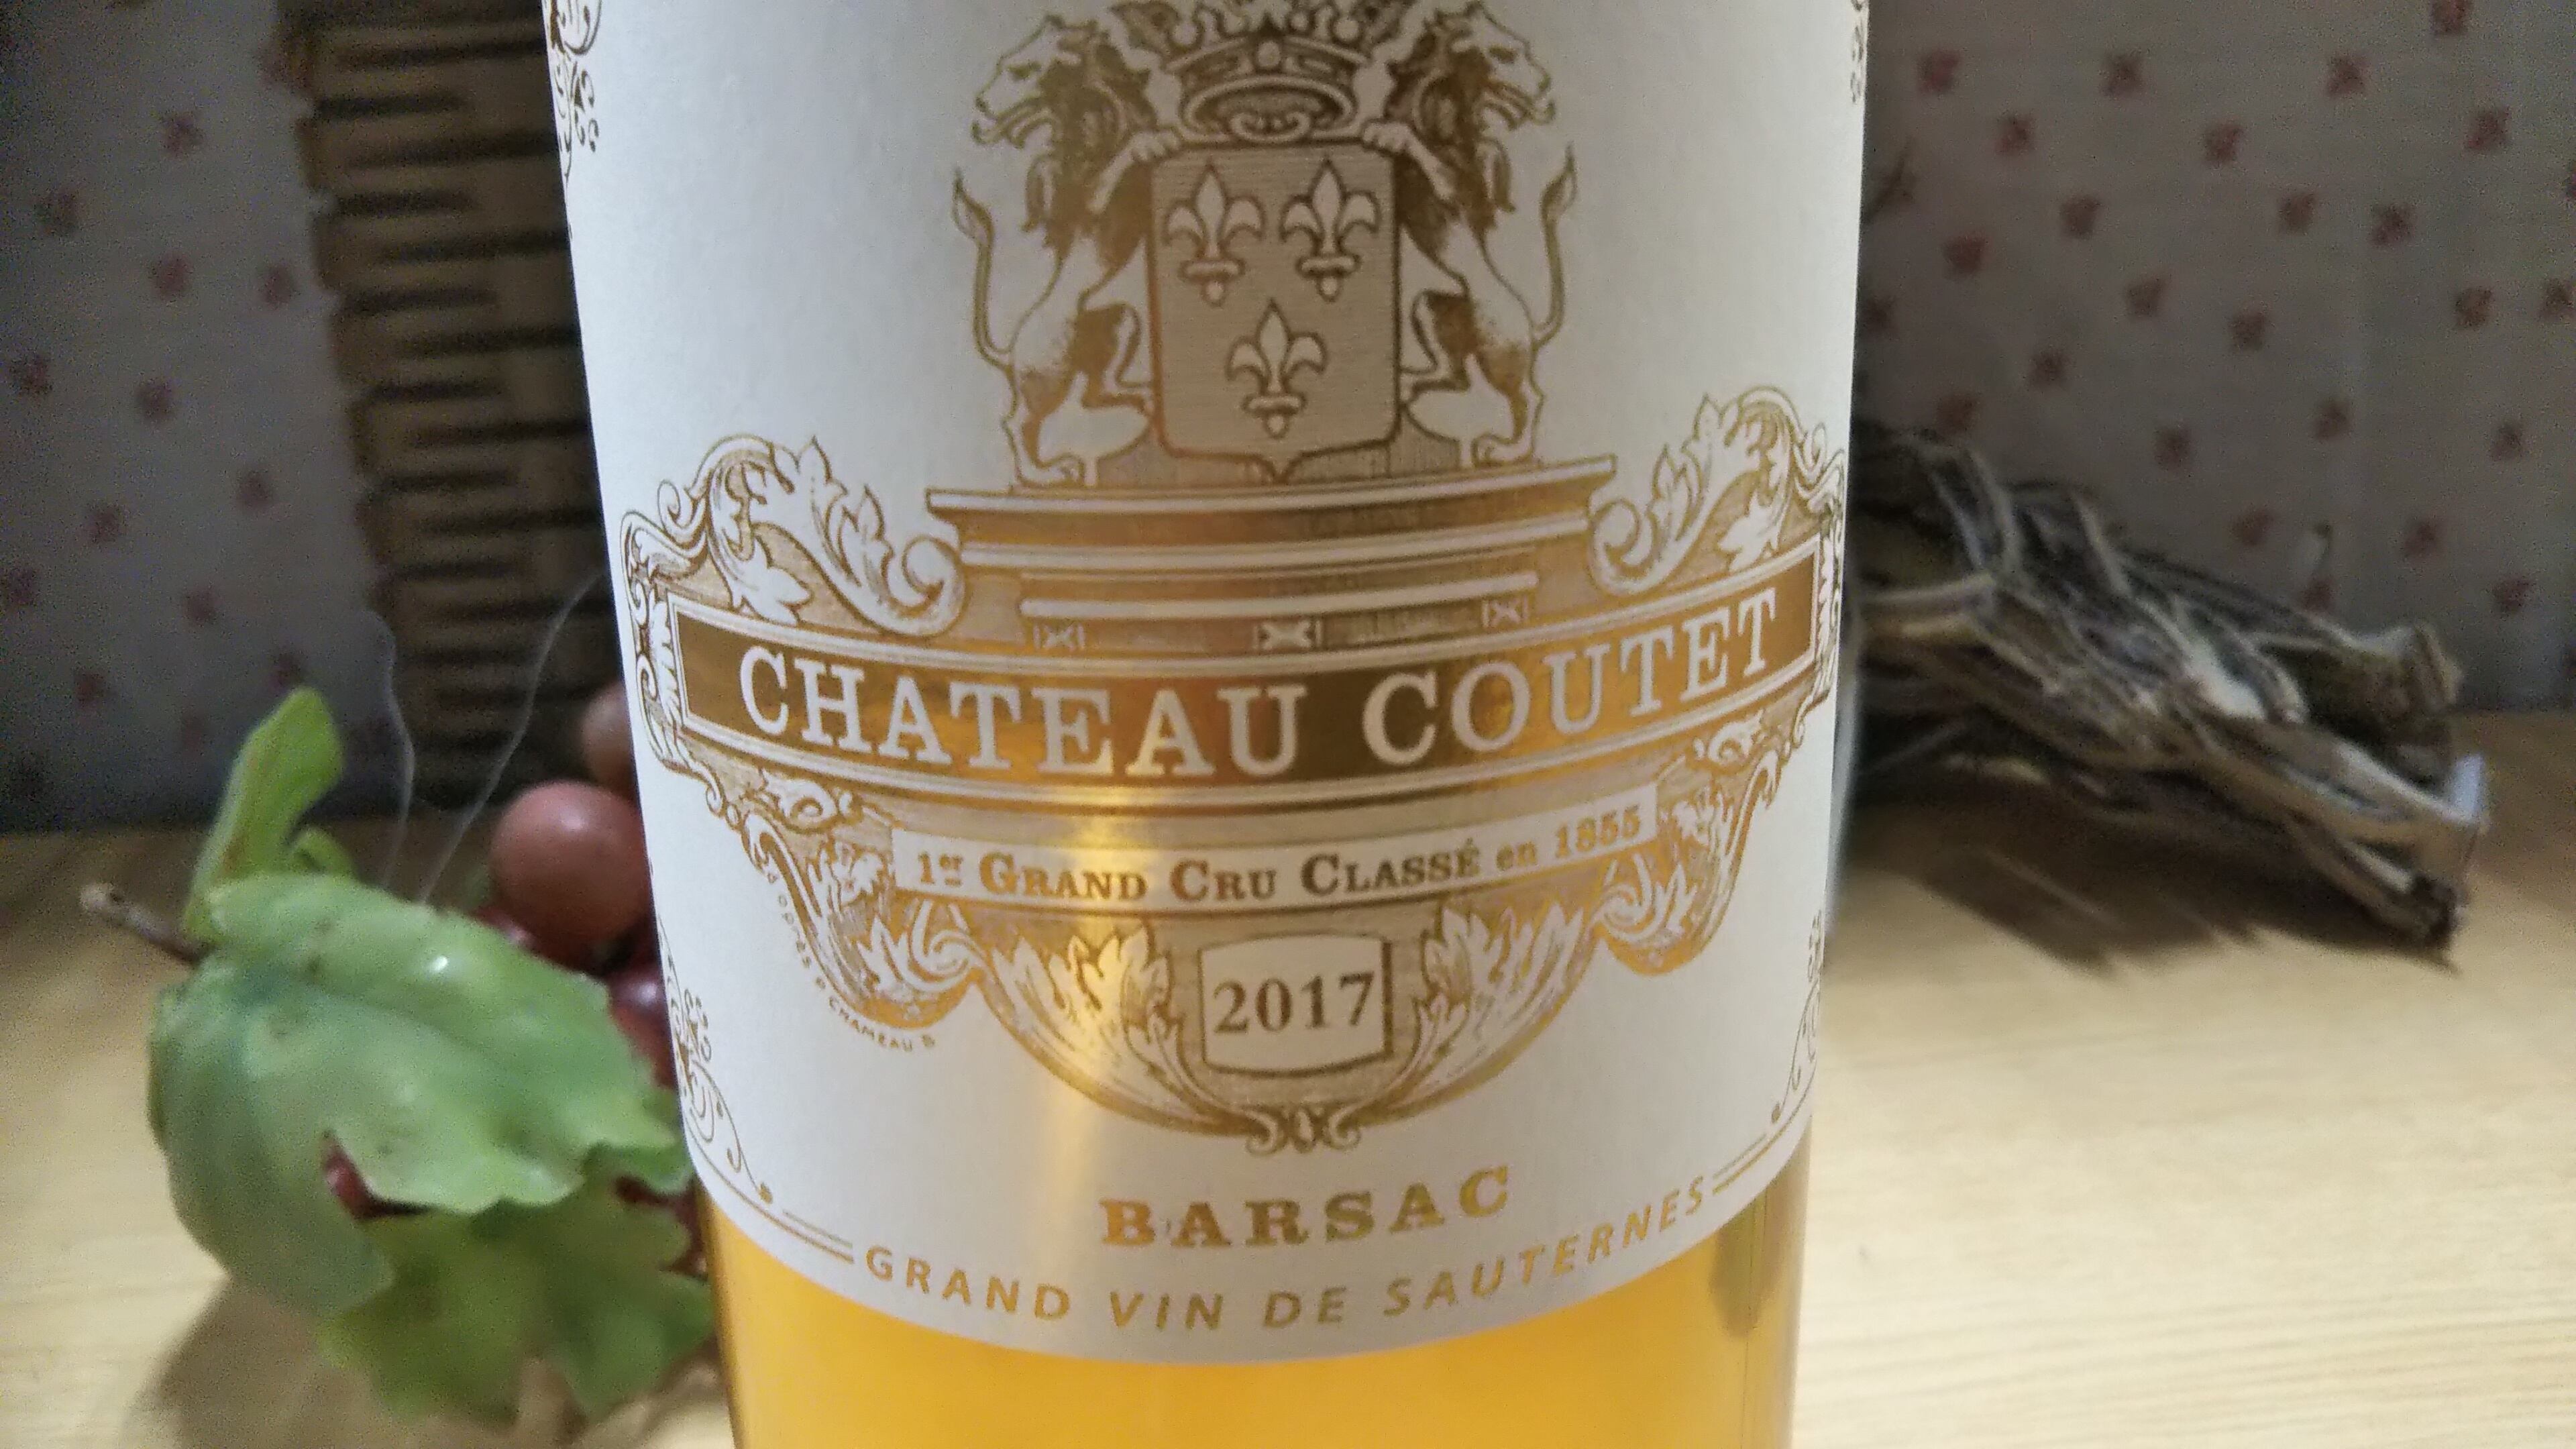 CHATEAU COUTET
1er GRAND CRU CLASSÉ en 1855
2017
BARSAC
GRAND VIN DE SAUTERNES